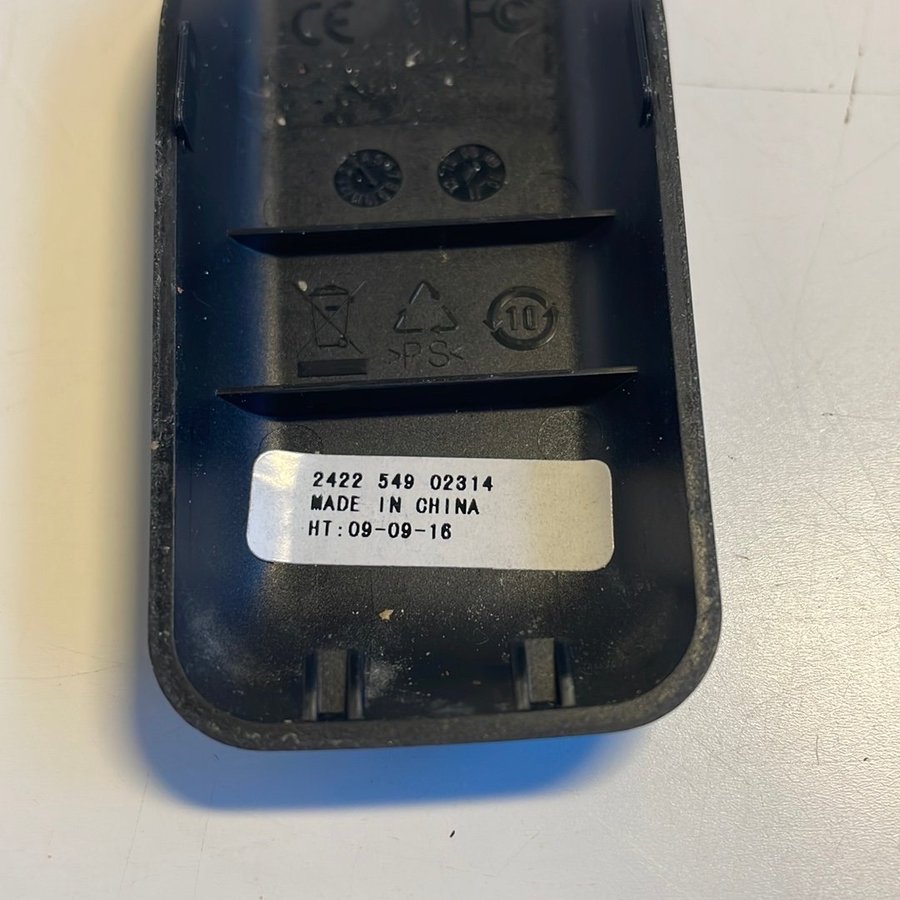 CE FC
>PS<
10
2422 549 02314
MADE IN CHINA
HT:09-09-16